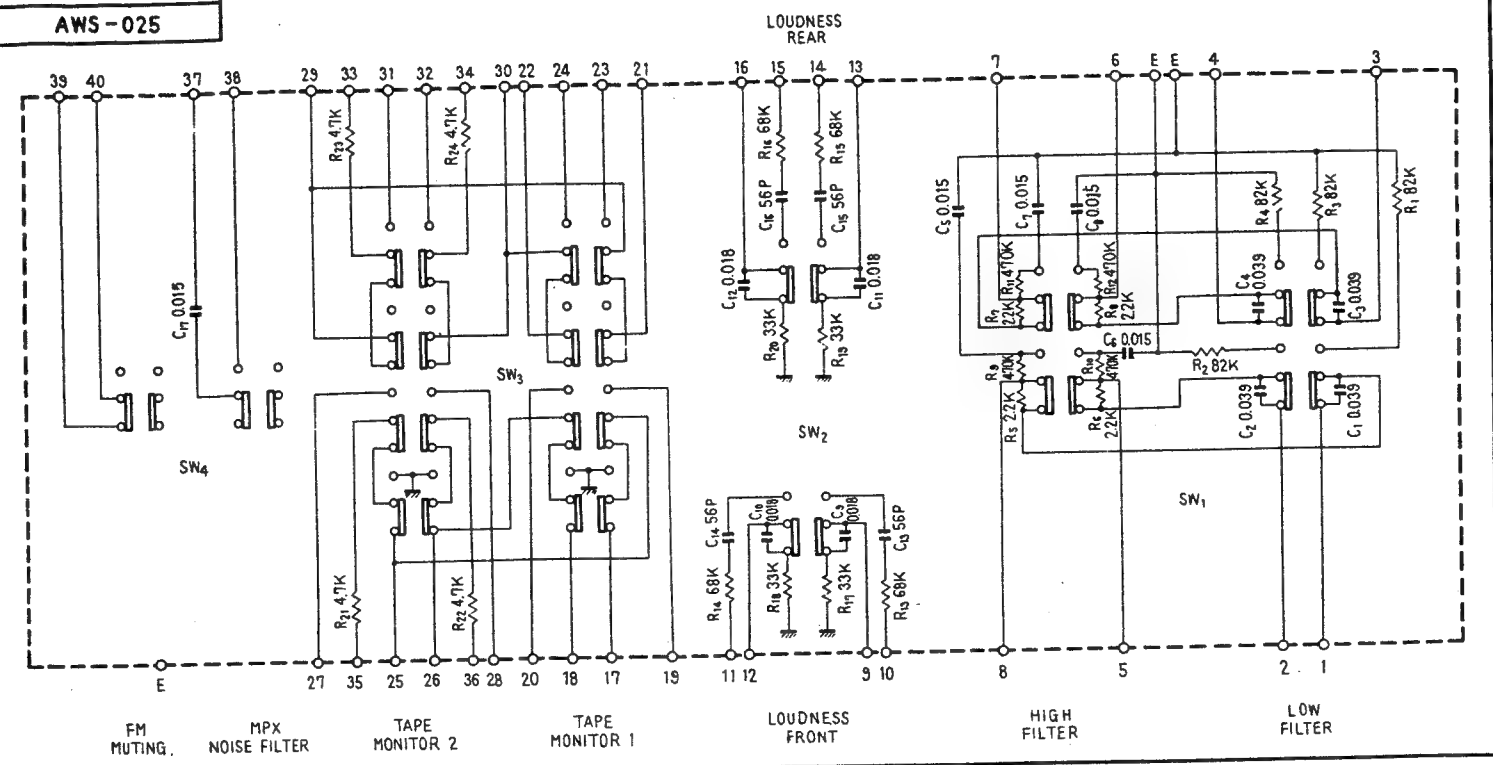 AWS-025
LOUDNESS
REAR
39 40 37 38 29 33 31 32 34 30 22 24 23 21 16 15 14 13 7 6 E E 4 3
R23 4.7K
R24 4.7K
R16 68K
R15 68K
C16 56P
C15 56P
C5 0.015
C7 0.015
C8 0.015
R4 82K
R3 82K
R1 82K
C17 0.015
C12 0.018
C11 0.018
R11 470K
R12 470K
R7 22K
R8 2.2K
C4 0.039
C3 0.039
R20 33K
R19 33K
C6 0.015
R9 470K
R10 470K
R2 82K
SW3
R5 2.2K
R6 2.2K
C2 0.039
C1 0.039
SW2
SW4
SW1
C14 56P
C10 0.018
C9 0.018
C13 56P
R21 4.7K
R22 4.7K
R14 68K
R18 33K
R17 33K
R13 68K
E 27 35 25 26 36 28 20 18 17 19 11 12 9 10 8 5 2 1
FM
MUTING.
MPX
NOISE FILTER
TAPE
MONITOR 2
TAPE
MONITOR 1
LOUDNESS
FRONT
HIGH
FILTER
LOW
FILTER